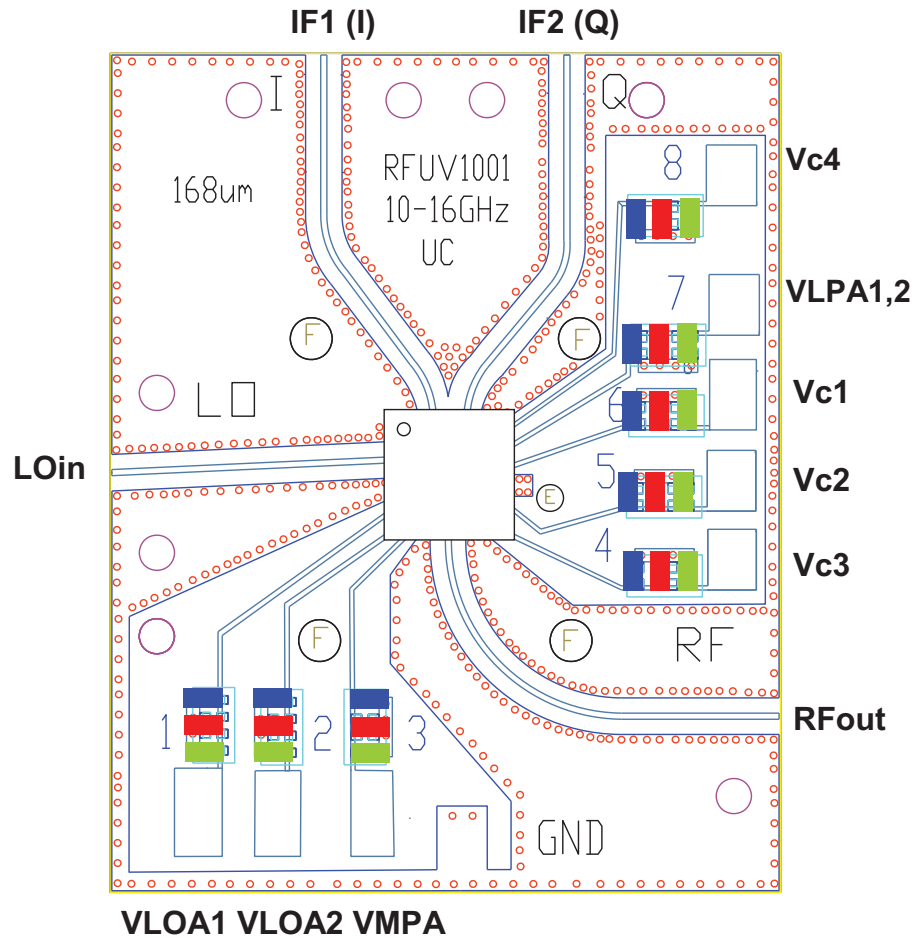 IF1 (I) IF2 (Q)
I
Q
168um
RFUV1001
10-16GHz
UC
8
Vc4
7
VLPA1,2
F
F
LO
6
Vc1
LOin
5
Vc2
E
4
Vc3
F
F
RF
1
2
3
RFout
GND
VLOA1 VLOA2 VMPA